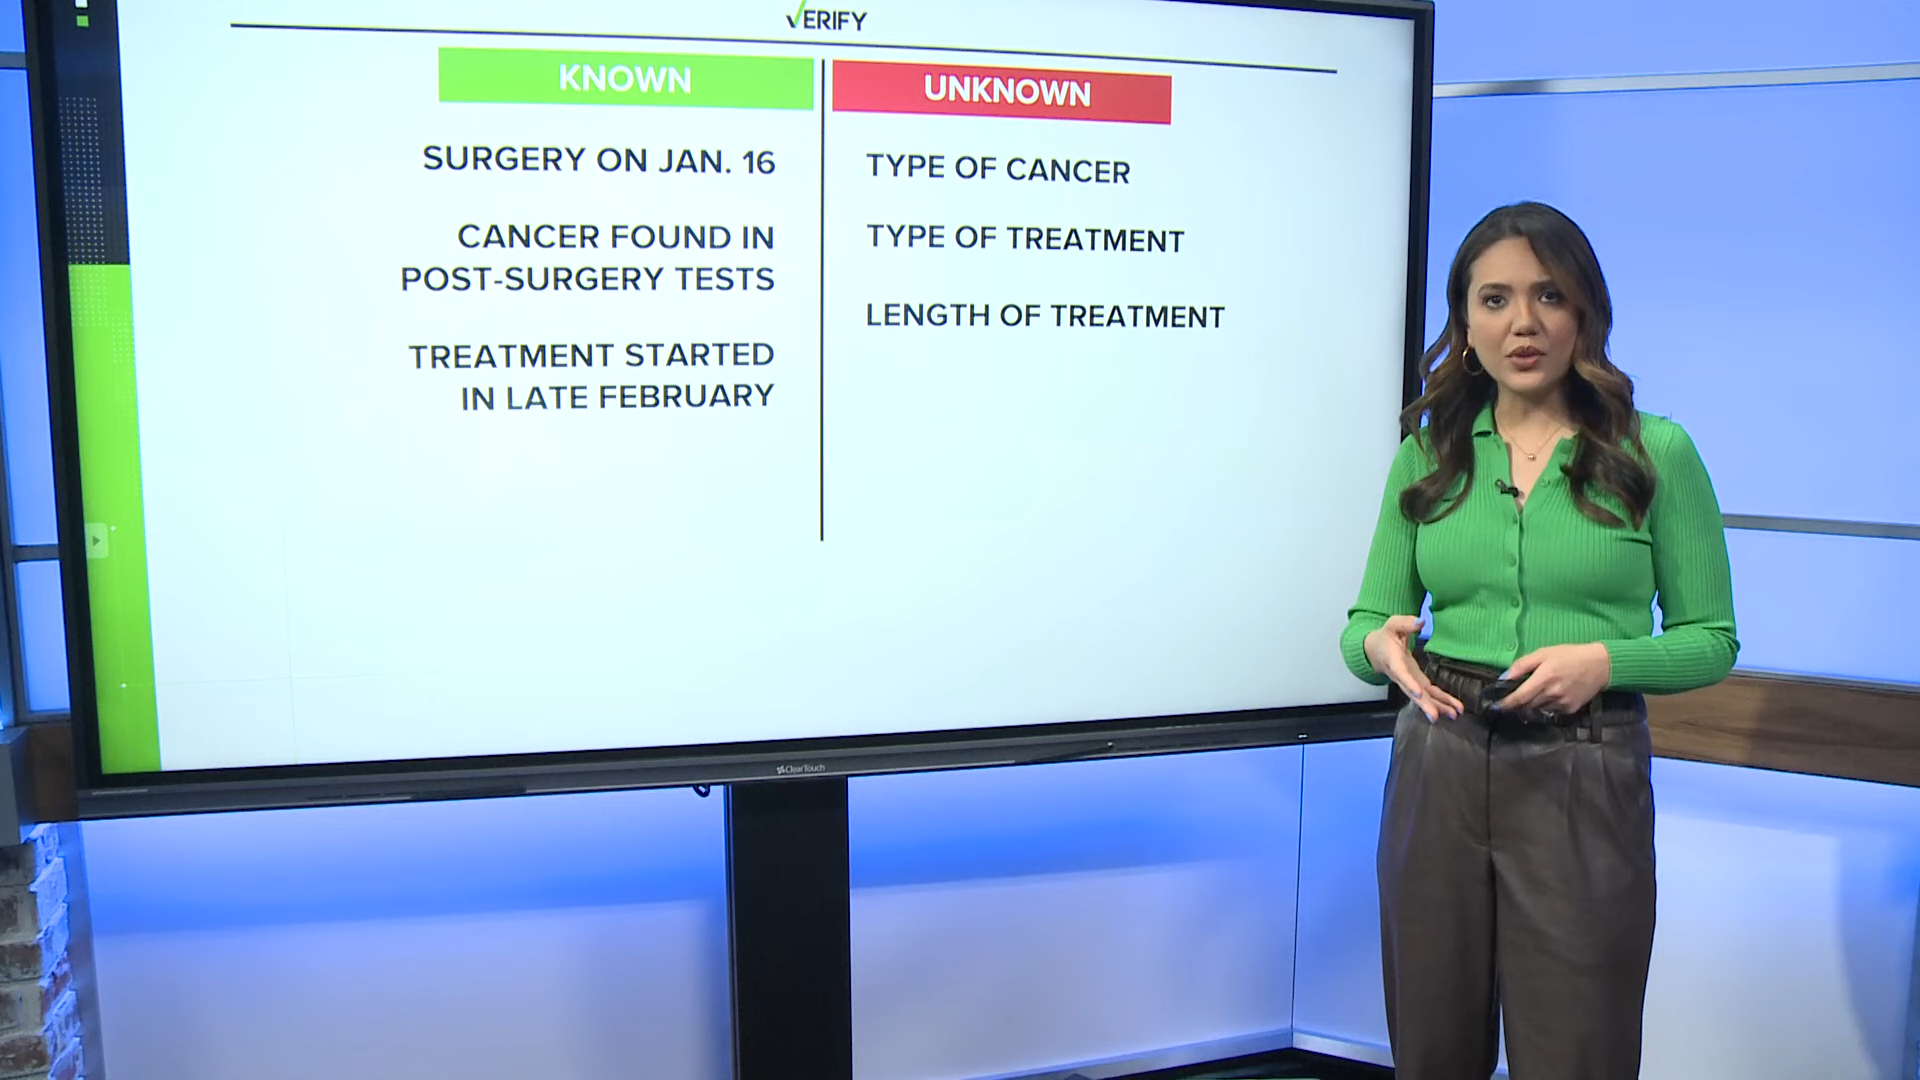 VERIFY
KNOWN
SURGERY ON JAN. 16
CANCER FOUND IN
POST-SURGERY TESTS
TREATMENT STARTED
IN LATE FEBRUARY
UNKNOWN
TYPE OF CANCER
TYPE OF TREATMENT
LENGTH OF TREATMENT
ClearTouch